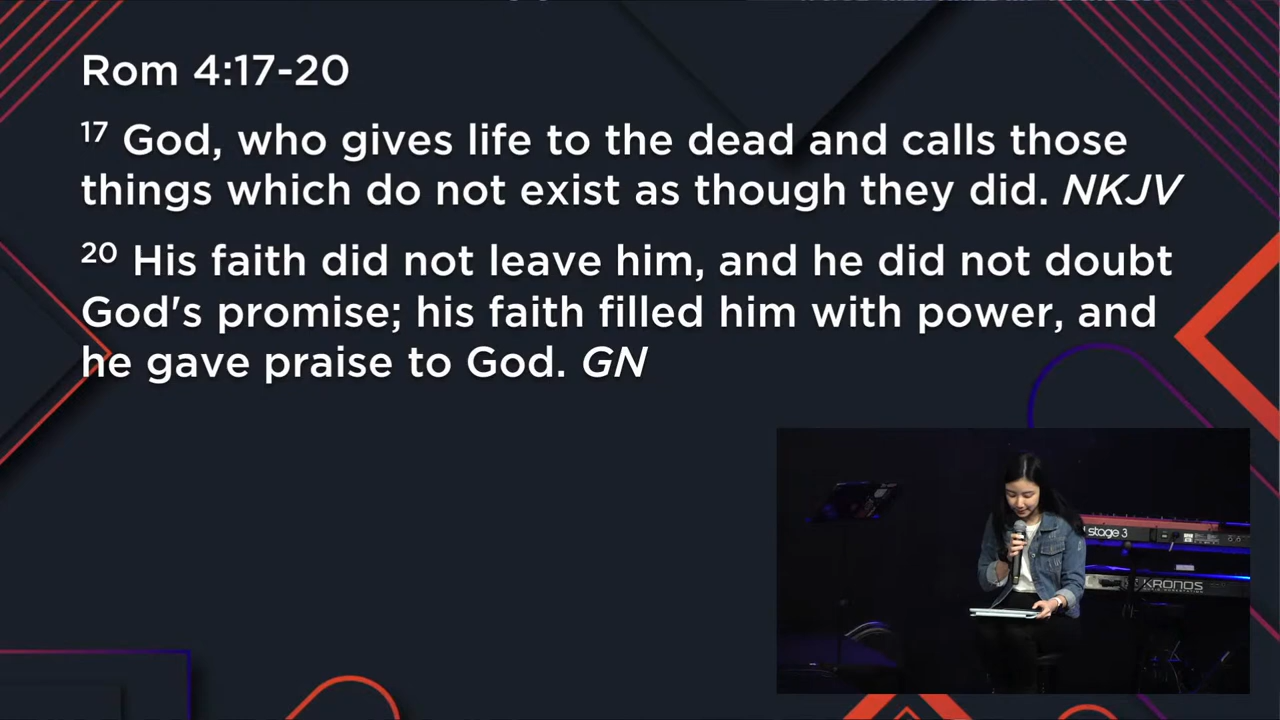 Rom 4:17-20
17 God, who gives life to the dead and calls those
things which do not exist as though they did. NKJV
20 His faith did not leave him, and he did not doubt
God's promise; his faith filled him with power, and
he gave praise to God. GN
stage 3
KRONOS